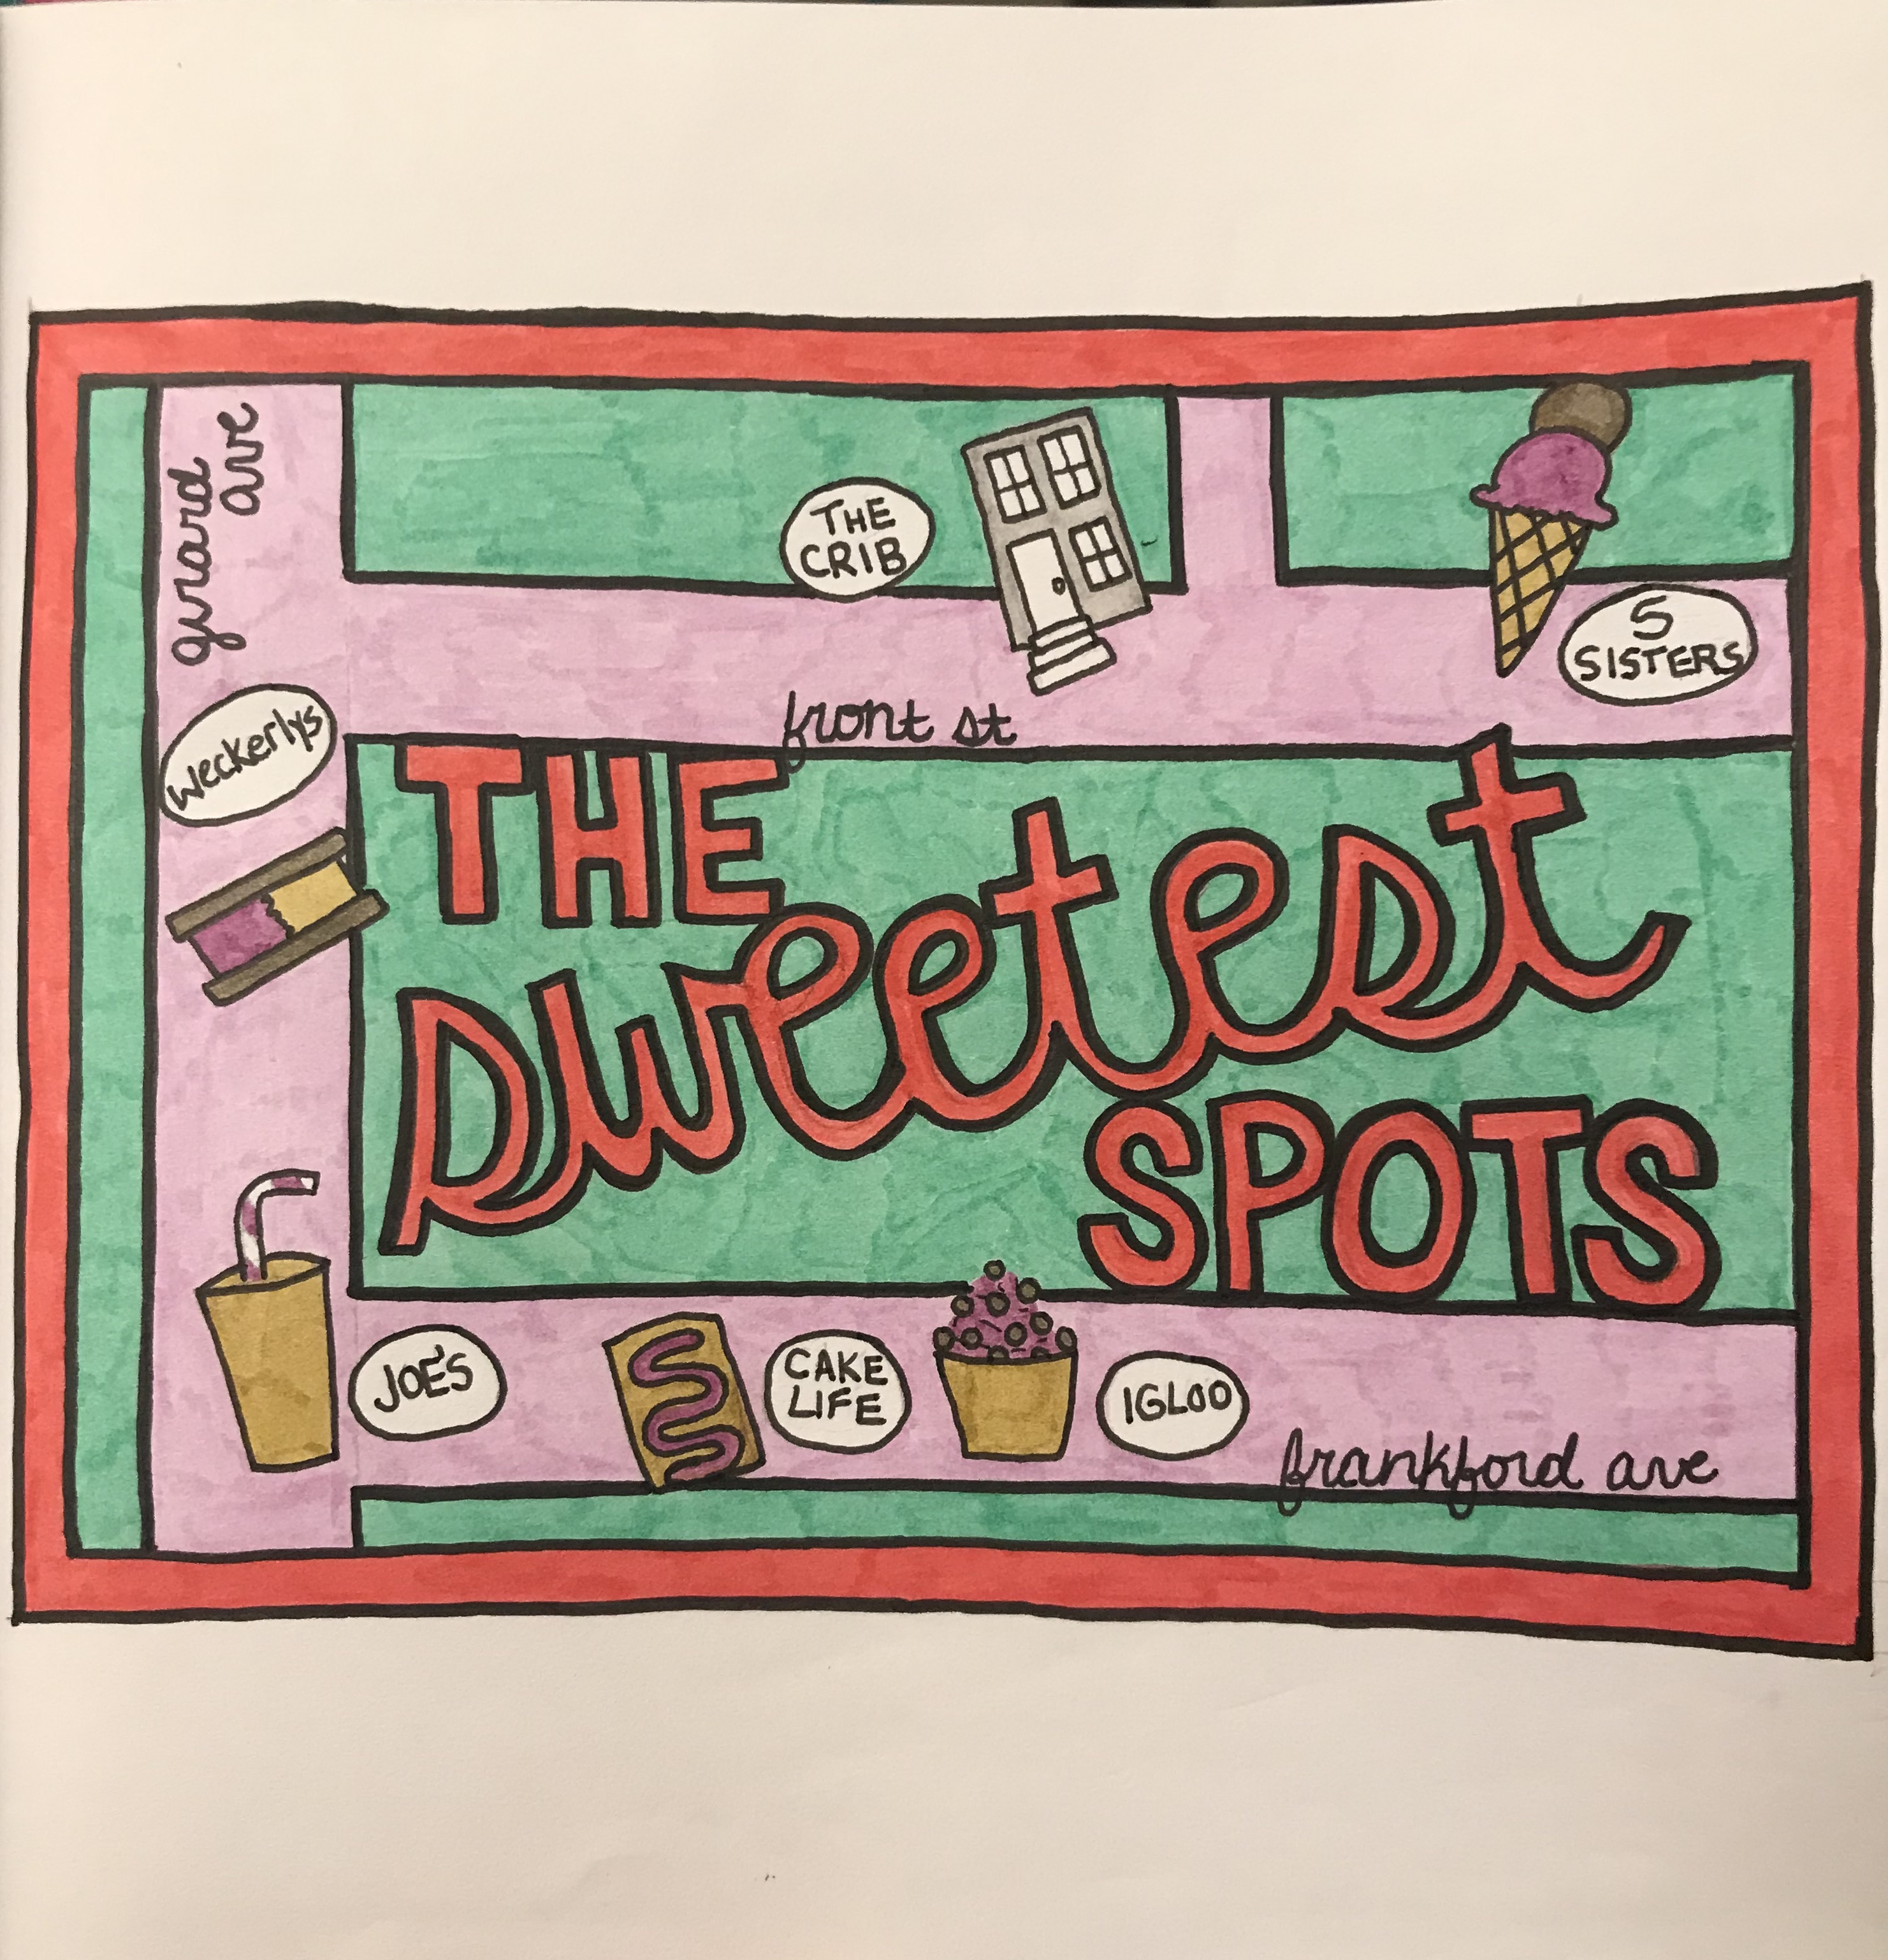 girard
ave
THE
CRIB
5
SISTERS
front st
weckerlys
THE
sweetest
SPOTS
JOE'S
CAKE
LIFE
IGLOO
frankford ave